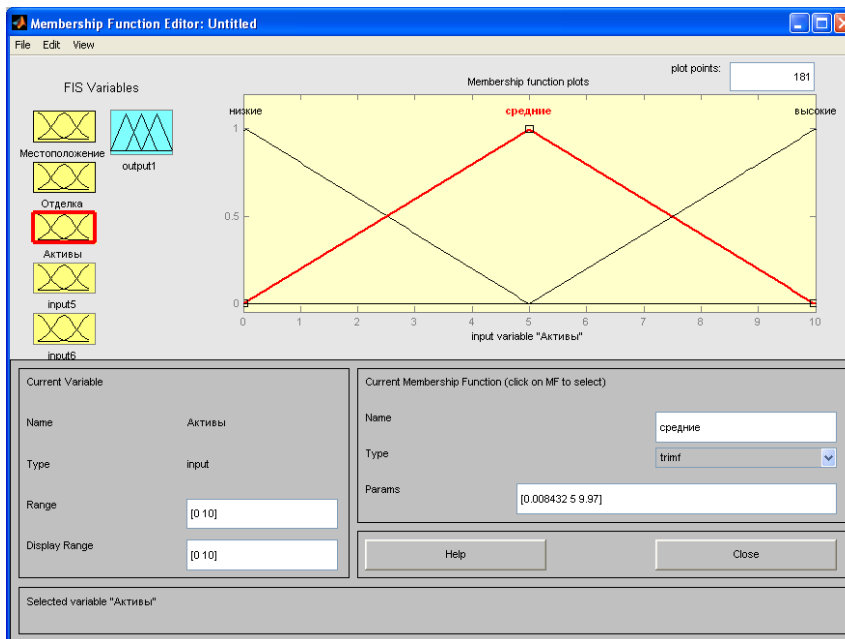 Membership Function Editor: Untitled
File Edit View
FIS Variables
Местоположение
Отделка
Активы
input5
input6
output1
plot points:
181
Membership function plots
низкие
средние
высокие
1
0.5
0
0 1 2 3 4 5 6 7 8 9 10
input variable "Активы"
Current Variable
Name Активы
Type input
Range [0 10]
Display Range [0 10]
Current Membership Function (click on MF to select)
Name средние
Type trimf
Params [0.008432 5 9.97]
Help Close
Selected variable "Активы"